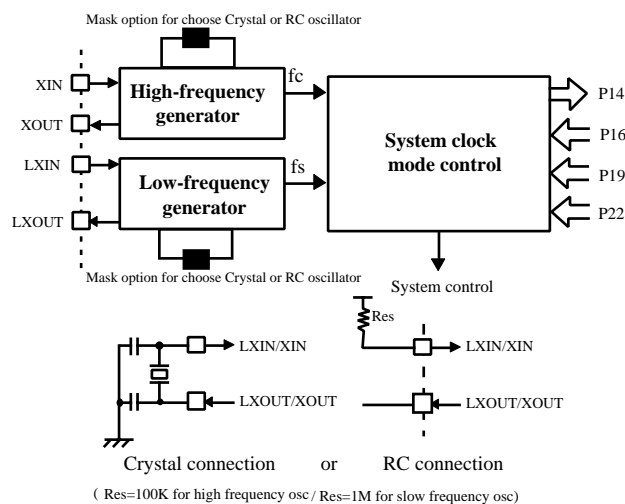 Mask option for choose Crystal or RC oscillator
XIN
XOUT
LXIN
LXOUT
High-frequency
generator
fc
Low-frequency
generator
fs
System clock
mode control
P14
P16
P19
P22
Mask option for choose Crystal or RC oscillator
System control
Res
LXIN/XIN
LXOUT/XOUT
LXIN/XIN
LXOUT/XOUT
Crystal connection or RC connection
( Res=100K for high frequency osc/ Res=1M for slow frequency osc)